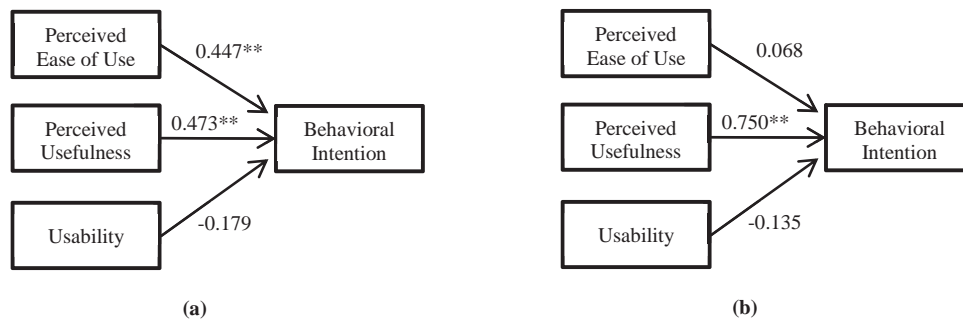 Perceived
Ease of Use
0.447**
Perceived
Usefulness
0.473**
Behavioral
Intention
Usability
-0.179
(a)
Perceived
Ease of Use
0.068
Perceived
Usefulness
0.750**
Behavioral
Intention
Usability
-0.135
(b)